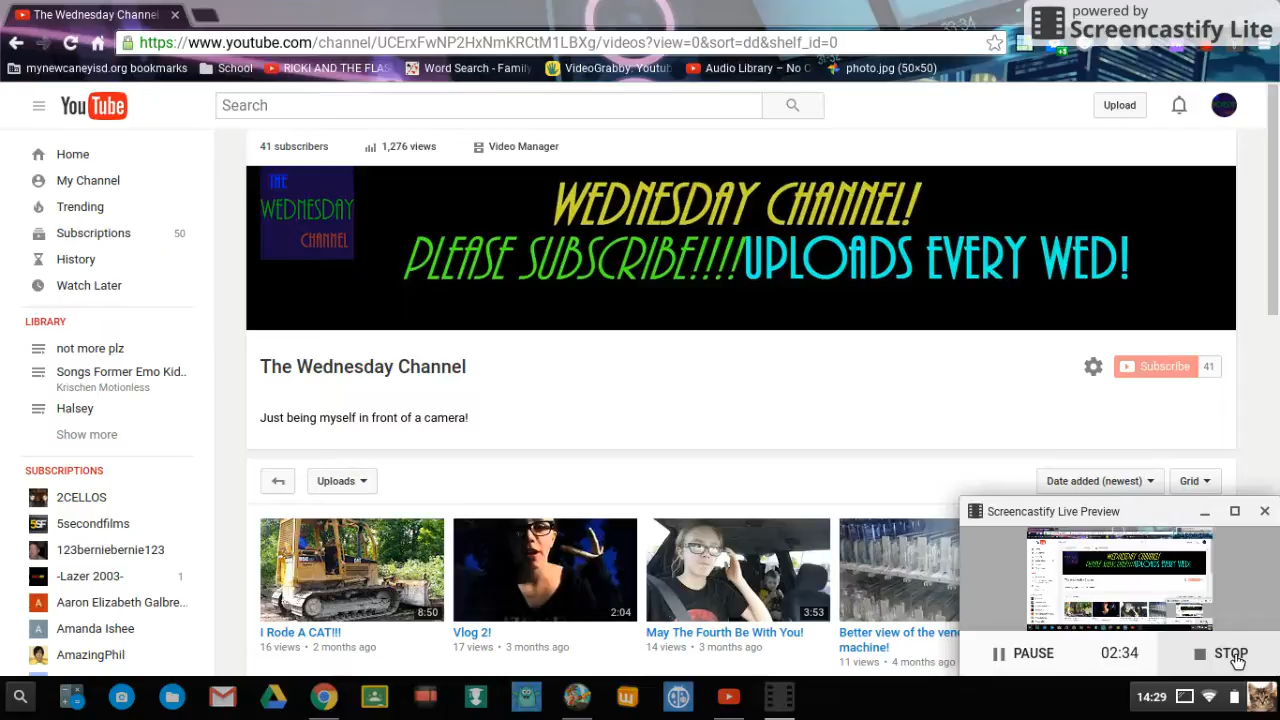 The Wednesday Channel
powered by
Screencastify Lite
https://www.youtube.com
annel/UCErxFwNP2HxNmKRCtM1LBXg/videos?view=0&sort=dd&shelf_id=0
mynewcaneyisd.org bookmarks School RICKI AND THE FLAS Word Search Family VideoGrabby: Youtub Audio Library – No C photo.jpg (50×50)
YouTube
Search
Upload
Home
My Channel
Trending
Subscriptions 50
History
Watch Later
LIBRARY
not more plz
Songs Former Emo Kid..
Krischen Motionless
Halsey
Show more
SUBSCRIPTIONS
2CELLOS
5secondfilms
123berniebernie123
-Lazer 2003- 1
Aaron Elizabeth Galbre...
Amanda Ishee
AmazingPhil
41 subscribers 1,276 views Video Manager
THE
WEDNESDAY
CHANNEL
WEDNESDAY CHANNEL!
PLEASE SUBSCRIBE!!!!UPLOADS EVERY WED!
The Wednesday Channel
Subscribe 41
Just being myself in front of a camera!
Uploads
Date added (newest)
Grid
8:50
I Rode A CAT!!!
16 views • 2 months ago
2:04
Vlog 2!
17 views • 3 months ago
3:53
May The Fourth Be With You!
14 views • 3 months ago
Better view of the
machine!
11 views • 4 months ago
Screencastify Live Preview
PAUSE 02:34 STOP
14:29